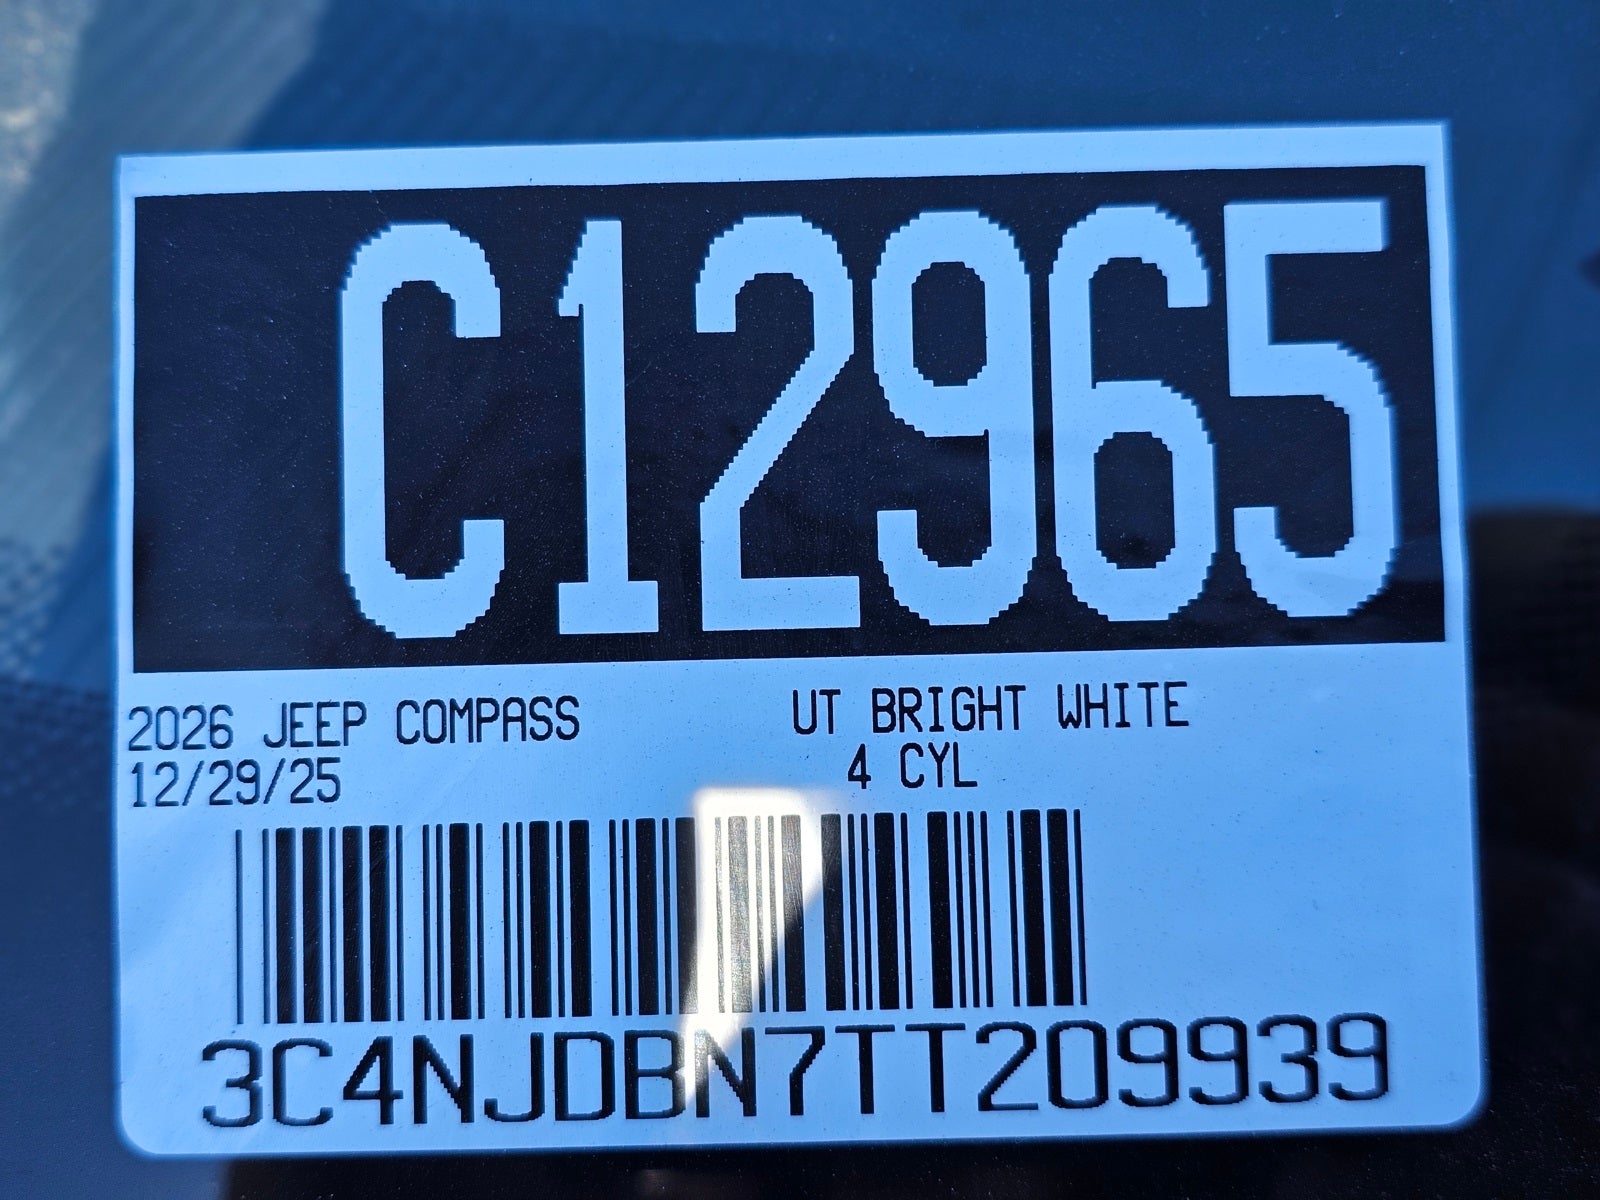 C12965
2026 JEEP COMPASS UT BRIGHT WHITE
12/29/25 4 CYL
3C4NJDBN7TT209939